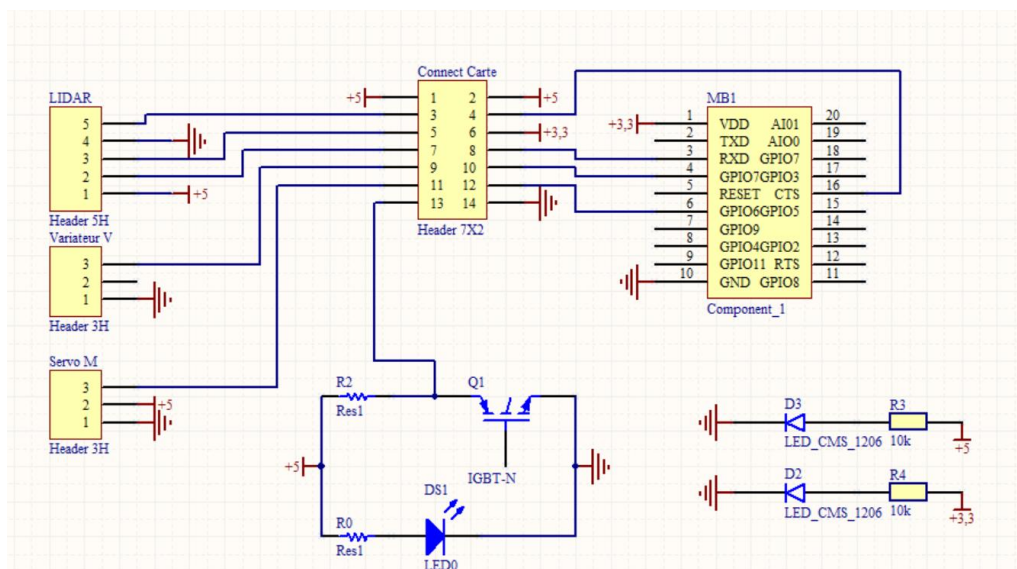 Connect Carte
+5 1 2 +5
3 4
5 6 +3,3
7 8
9 10
11 12
13 14
Header 7X2
LIDAR
5
4
3
2
1 +5
Header 5H
Variateur V
3
2
1
Header 3H
Servo M
3
2 +5
1
Header 3H
MB1
+3,3 1 VDD AI01 20
2 TXD AIO0 19
3 RXD GPIO7 18
4 GPIO7GPIO3 17
5 RESET CTS 16
6 GPIO6GPIO5 15
7 GPIO9 14
8 GPIO4GPIO2 13
9 GPIO11 RTS 12
10 GND GPIO8 11
Component_1
R2 Q1
Res1
+5
IGBT-N
DS1
R0
Res1
LED0
D3 R3
LED_CMS_1206 10k
+5
D2 R4
LED_CMS_1206 10k
+3,3